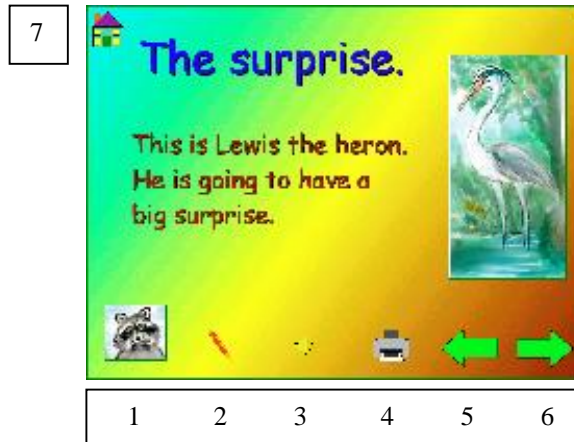 7
The surprise.
This is Lewis the heron.
He is going to have a
big surprise.
1 2 3 4 5 6